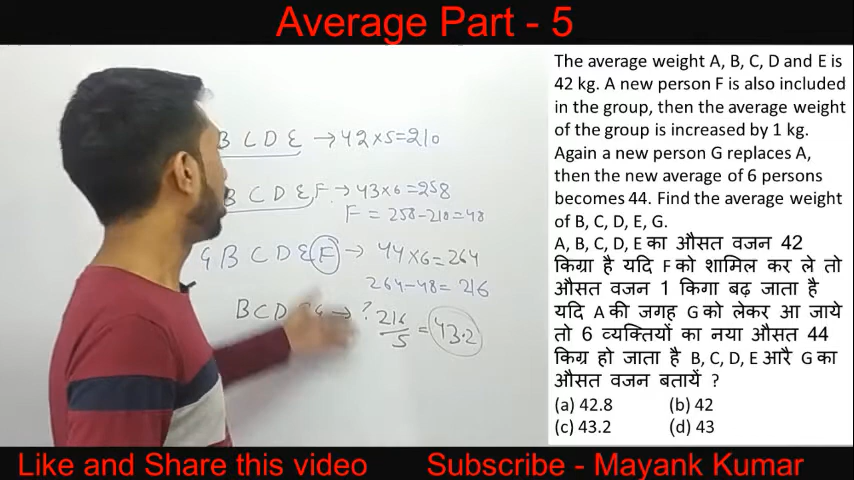 Average Part - 5
The average weight A, B, C, D and E is
42 kg. A new person F is also included
in the group, then the average weight
of the group is increased by 1 kg.
Again a new person G replaces A,
then the new average of 6 persons
becomes 44. Find the average weight
of B, C, D, E, G.
A, B, C, D, E का औसत वजन 42
किग्रा है यदि F को शामिल कर ले तो
औसत वजन 1 किगा बढ़ जाता है
यदि A की जगह G को लेकर आ जाये
तो 6 व्यक्तियों का नया औसत 44
किग्र हो जाता है B, C, D, E आरै G का
औसत वजन बतायें ?
(a) 42.8 (b) 42
(c) 43.2 (d) 43
B C D E → 42×5=210
B C D E F → 43×6=258
F = 258-210=48
G B C D E F → 44×6=264
264-48= 216
B C D → ? 216/5 = 43.2
Like and Share this video Subscribe - Mayank Kumar